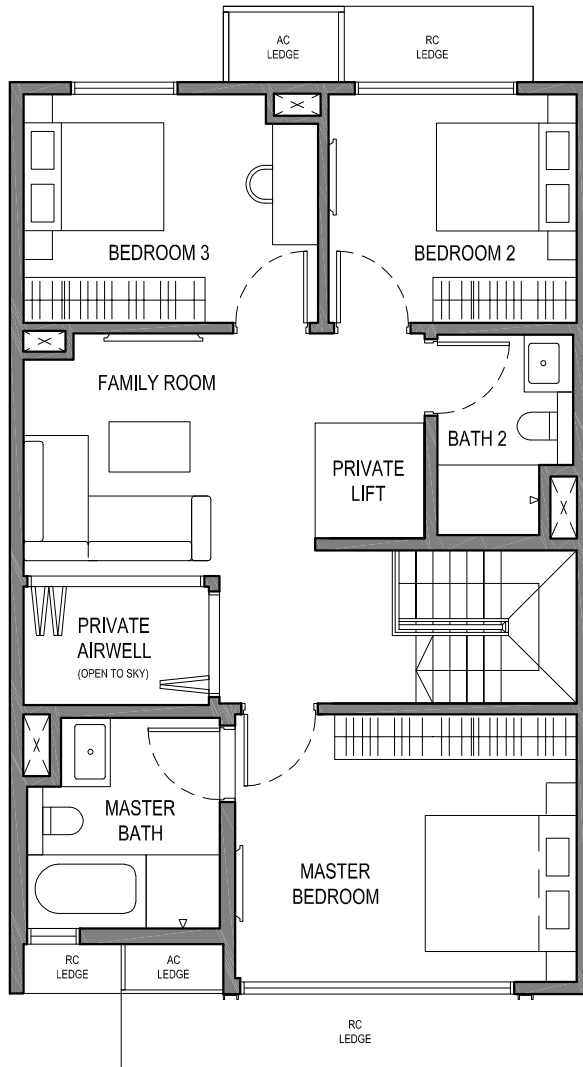 AC
LEDGE
RC
LEDGE
BEDROOM 3
BEDROOM 2
FAMILY ROOM
BATH 2
PRIVATE
LIFT
PRIVATE
AIRWELL
(OPEN TO SKY)
MASTER
BATH
MASTER
BEDROOM
RC
LEDGE
AC
LEDGE
RC
LEDGE